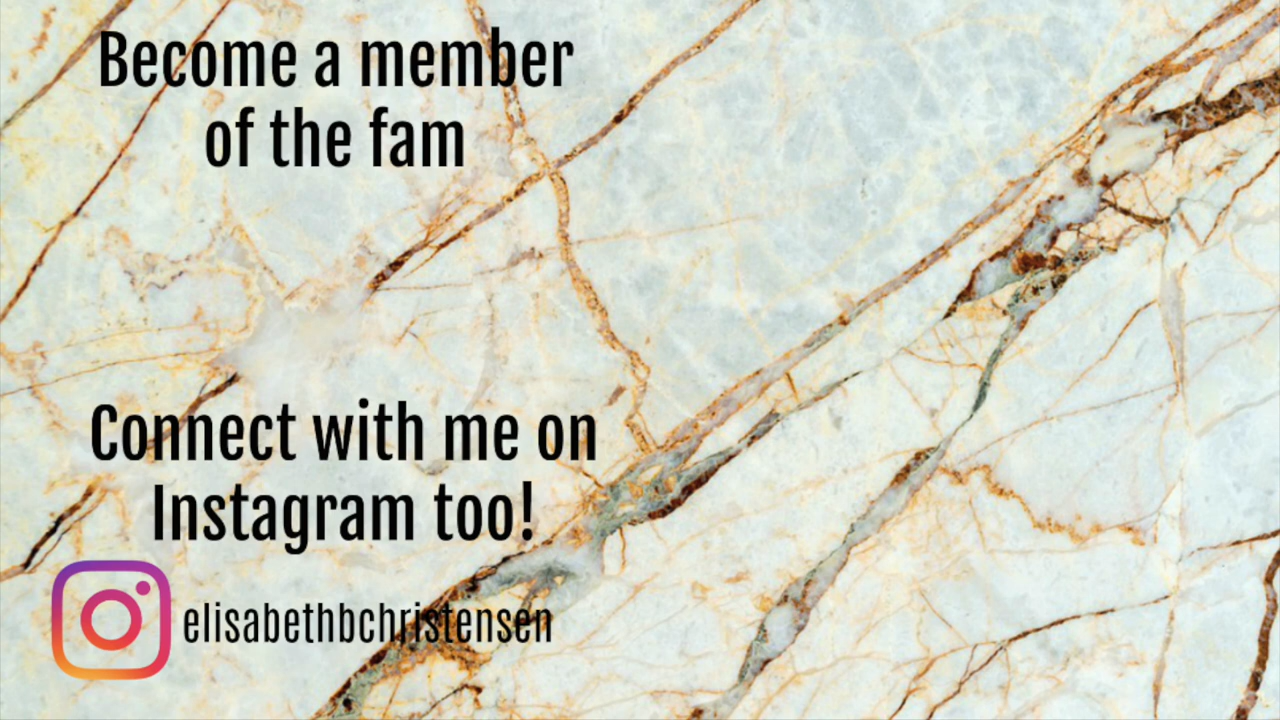 Become a member
of the fam
Connect with me on
Instagram too!
elisabethbchristensen